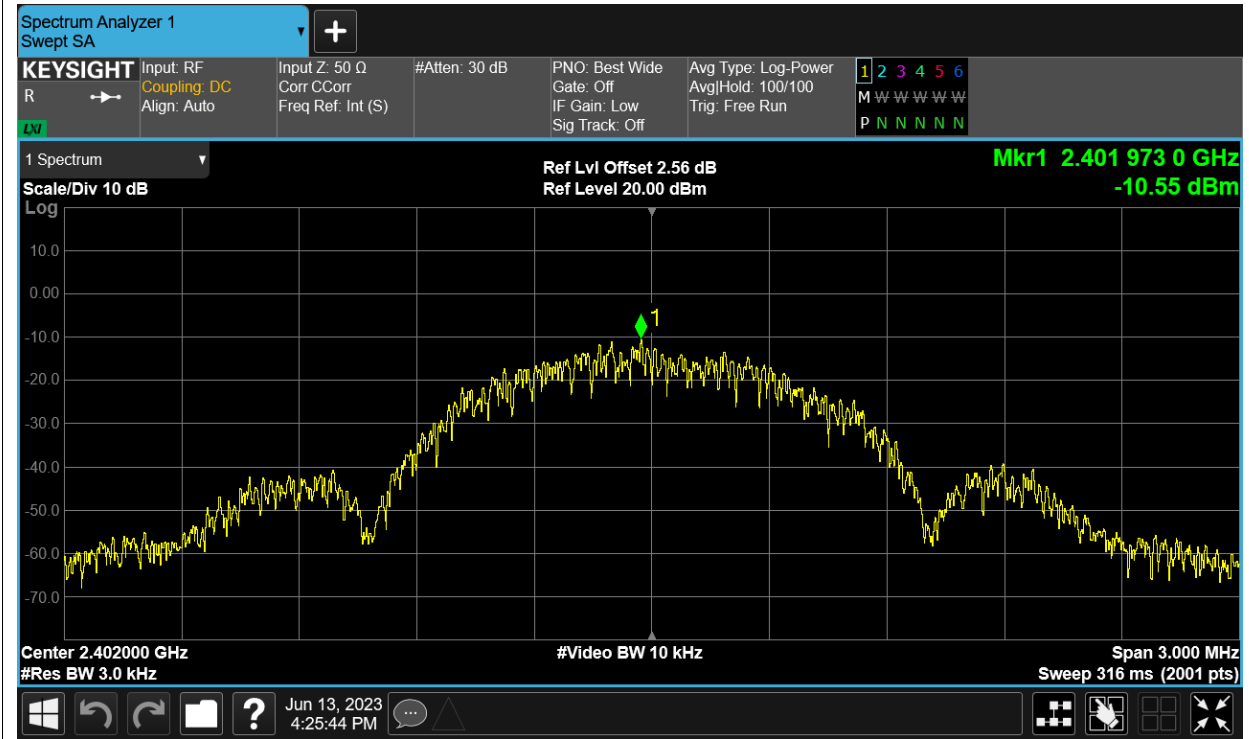 Spectrum Analyzer 1
Swept SA
+
KEYSIGHT
R
LXI
Input: RF
Coupling: DC
Align: Auto
Input Z: 50 Ω
Corr CCorr
Freq Ref: Int (S)
#Atten: 30 dB
PNO: Best Wide
Gate: Off
IF Gain: Low
Sig Track: Off
Avg Type: Log-Power
Avg|Hold: 100/100
Trig: Free Run
1 2 3 4 5 6
M W W W W W
P N N N N N
1 Spectrum
Scale/Div 10 dB
Log
Ref Lvl Offset 2.56 dB
Ref Level 20.00 dBm
Mkr1 2.401 973 0 GHz
-10.55 dBm
10.0
0.00
1
-10.0
-20.0
-30.0
-40.0
-50.0
-60.0
-70.0
Center 2.402000 GHz
#Video BW 10 kHz
Span 3.000 MHz
#Res BW 3.0 kHz
Sweep 316 ms (2001 pts)
?
Jun 13, 2023
4:25:44 PM